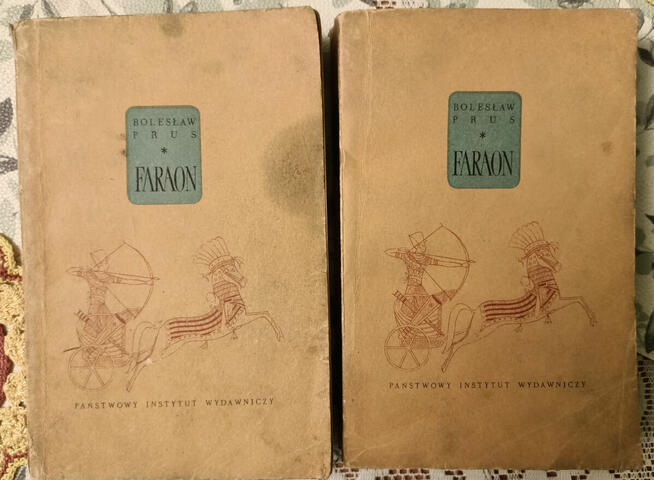 BOLESŁAW
PRUS
*
FARAON
PAŃSTWOWY INSTYTUT WYDAWNICZY
BOLESŁAW
PRUS
*
FARAON
PAŃSTWOWY INSTYTUT WYDAWNICZY